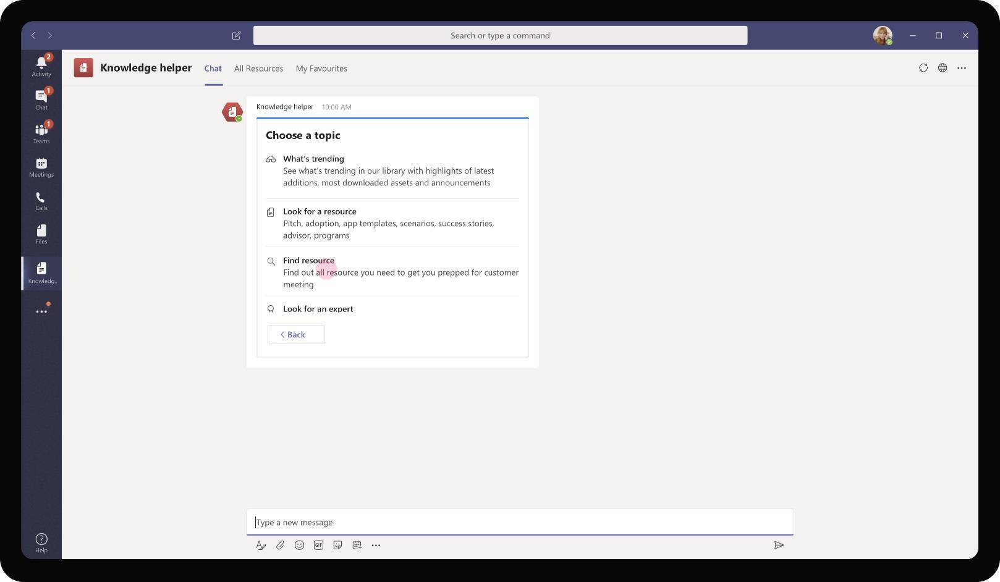 Search or type a command
2
Activity
1
Chat
1
Teams
Meetings
Calls
Files
Knowledg..
Help
Knowledge helper
Chat
All Resources
My Favourites
Knowledge helper 10:00 AM
Choose a topic
What's trending
See what's trending in our library with highlights of latest
additions, most downloaded assets and announcements
Look for a resource
Pitch, adoption, app templates, scenarios, success stories,
advisor, programs
Find resource
Find out all resource you need to get you prepped for customer
meeting
Look for an expert
Back
Type a new message
GIF